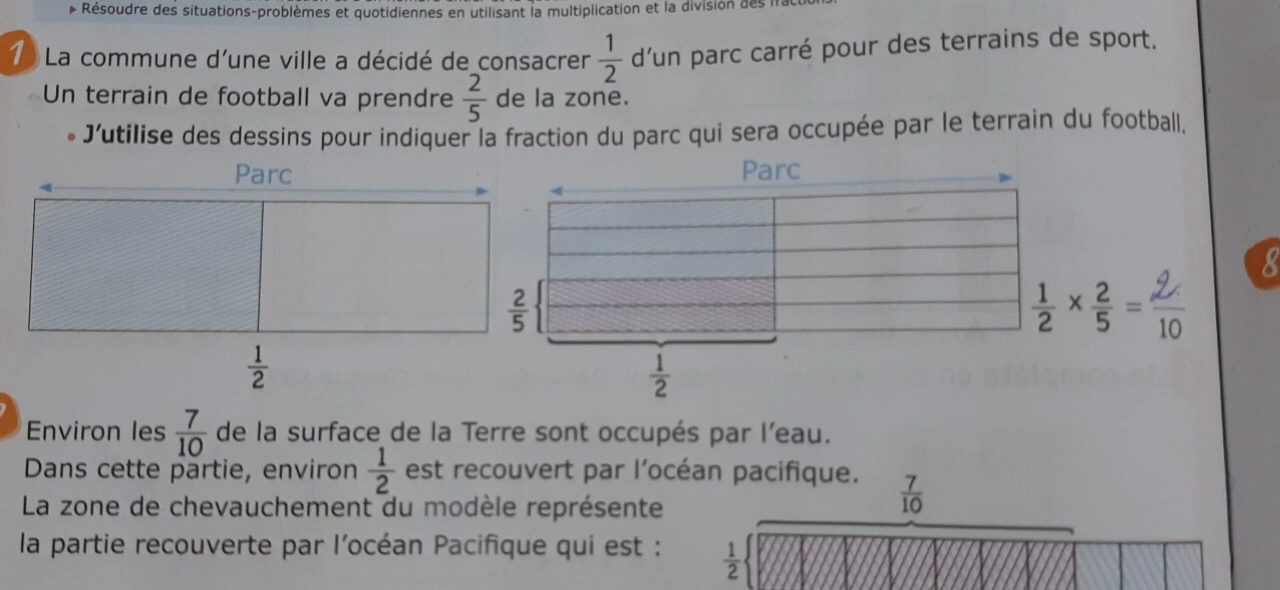 ▸ Résoudre des situations-problèmes et quotidiennes en utilisant la multiplication et la division des fractions.
1 La commune d'une ville a décidé de consacrer 1/2 d'un parc carré pour des terrains de sport.
Un terrain de football va prendre 2/5 de la zone.
• J'utilise des dessins pour indiquer la fraction du parc qui sera occupée par le terrain du football.
Parc Parc
2/5 1/2 × 2/5 = 2/10
1/2 1/2
8
Environ les 7/10 de la surface de la Terre sont occupés par l'eau.
Dans cette partie, environ 1/2 est recouvert par l'océan pacifique.
La zone de chevauchement du modèle représente
la partie recouverte par l'océan Pacifique qui est :
7/10
1/2